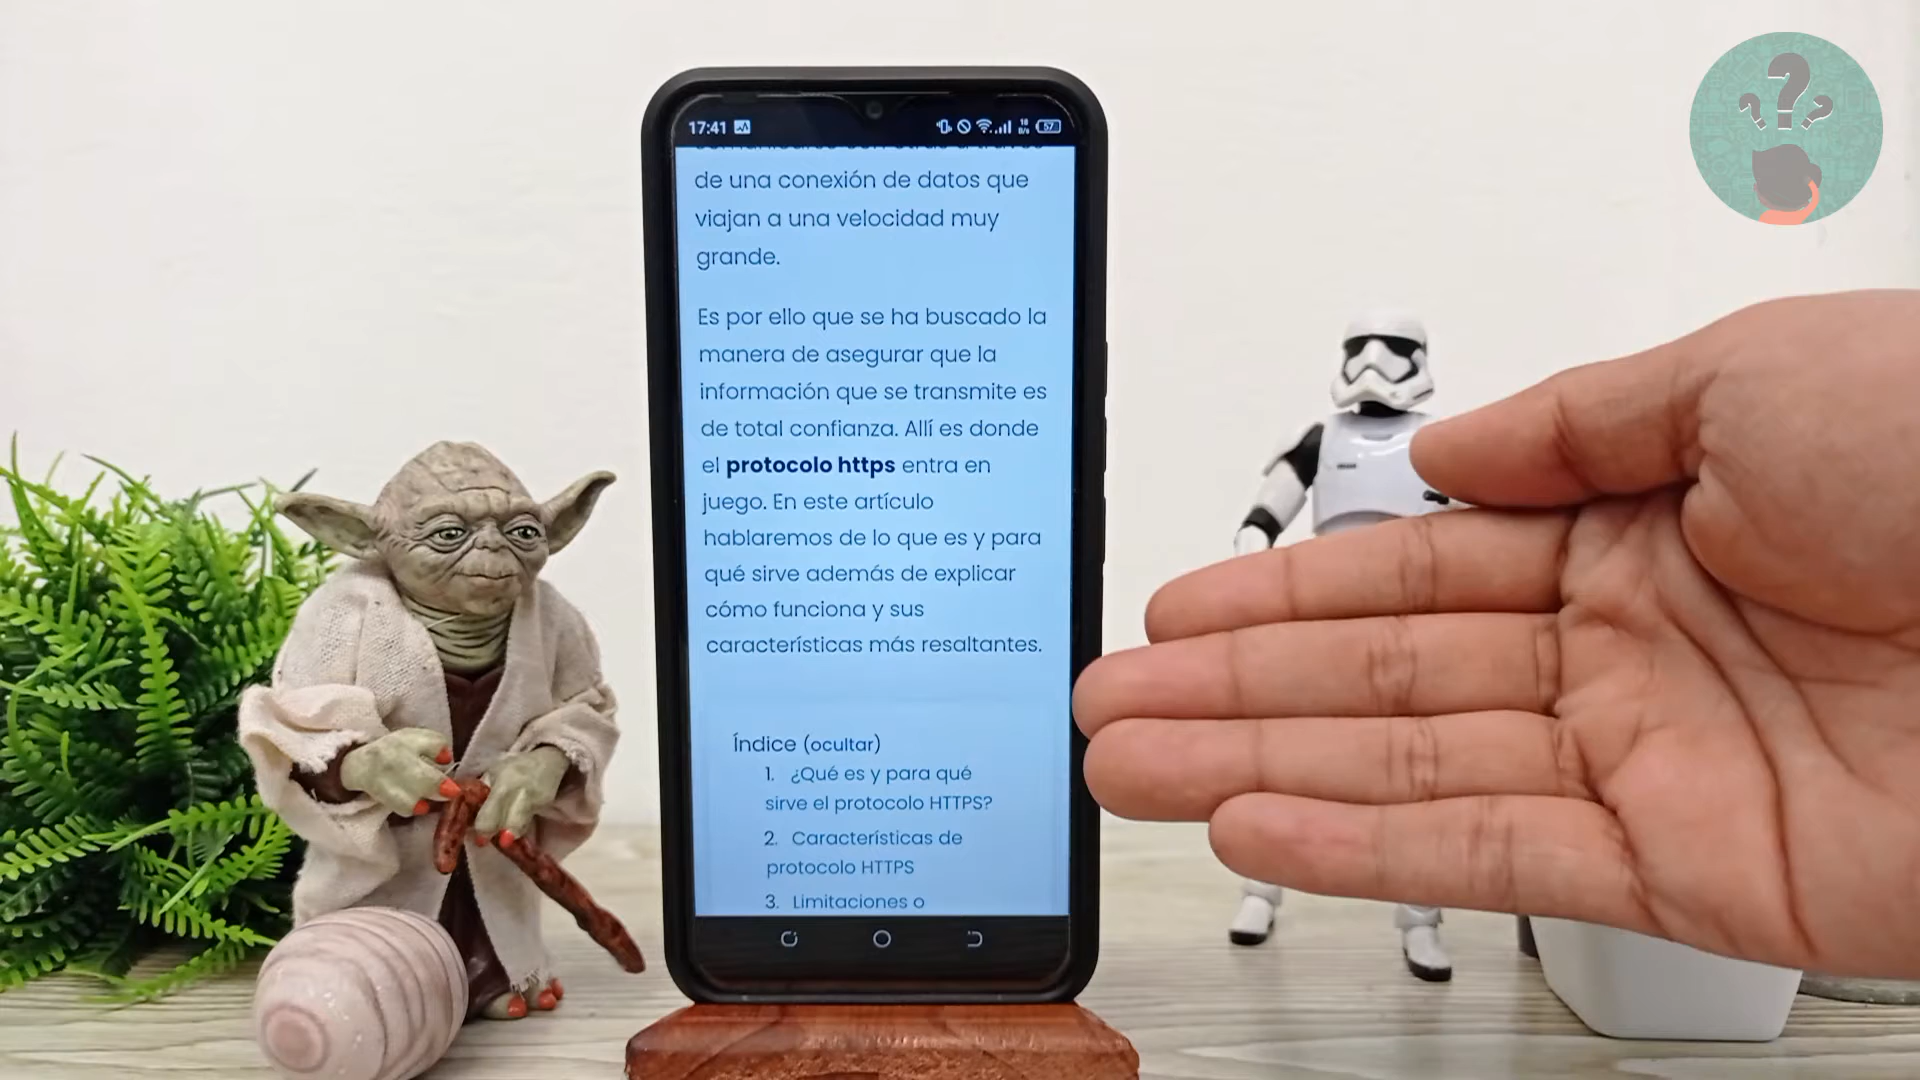 17:41
57
de una conexión de datos que
viajan a una velocidad muy
grande.
Es por ello que se ha buscado la
manera de asegurar que la
información que se transmite es
de total confianza. Allí es donde
el protocolo https entra en
juego. En este artículo
hablaremos de lo que es y para
qué sirve además de explicar
cómo funciona y sus
características más resaltantes.
Índice (ocultar)
1. ¿Qué es y para qué
sirve el protocolo HTTPS?
2. Características de
protocolo HTTPS
3. Limitaciones o